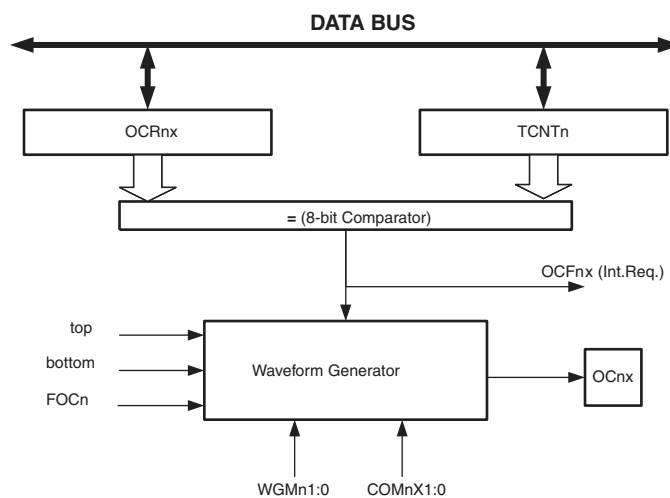 DATA BUS
OCRnx
TCNTn
= (8-bit Comparator)
OCFnx (Int.Req.)
top
bottom
FOCn
Waveform Generator
OCnx
WGMn1:0
COMnX1:0